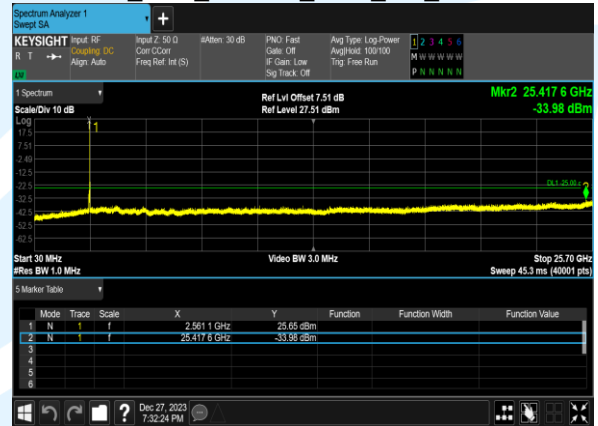 Spectrum Analyzer 1
Swept SA
KEYSIGHT Input: RF Input Z: 50 Ω #Atten: 30 dB PNO: Fast Avg Type: Log-Power 1 2 3 4 5 6
R T Coupling: DC Corr CCorr Gate: Off Avg|Hold: 100/100 M W W W W W
Align: Auto Freq Ref: Int (S) IF Gain: Low Trig: Free Run
LW Sig Track: Off P N N N N N
1 Spectrum Ref Lvl Offset 7.51 dB Mkr2 25.417 6 GHz
Scale/Div 10 dB Ref Level 27.51 dBm -33.98 dBm
Log
1
17.5
7.51
-2.49
-12.5
-22.5 DL1 -25.00
-32.5
-42.5
-52.5
-62.5
Start 30 MHz Video BW 3.0 MHz Stop 25.70 GHz
#Res BW 1.0 MHz Sweep 45.3 ms (40001 pts)
5 Marker Table
Mode Trace Scale X Y Function Function Width Function Value
1 N 1 f 2.561 1 GHz 25.65 dBm
2 N 1 f 25.417 6 GHz -33.98 dBm
3
4
5
6
? Dec 27, 2023
7:32:24 PM